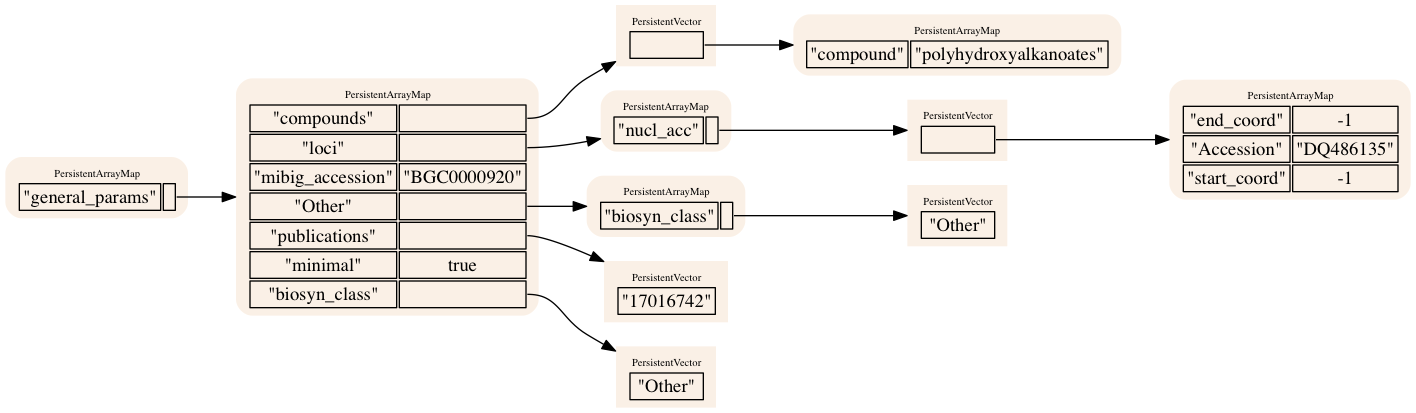 PersistentArrayMap
"general_params"
PersistentArrayMap
"compounds"
"loci"
"mibig_accession" "BGC0000920"
"Other"
"publications"
"minimal" true
"biosyn_class"
PersistentVector
PersistentArrayMap
"compound" "polyhydroxyalkanoates"
PersistentArrayMap
"nucl_acc"
PersistentVector
PersistentArrayMap
"end_coord" -1
"Accession" "DQ486135"
"start_coord" -1
PersistentArrayMap
"biosyn_class"
PersistentVector
"Other"
PersistentVector
"17016742"
PersistentVector
"Other"